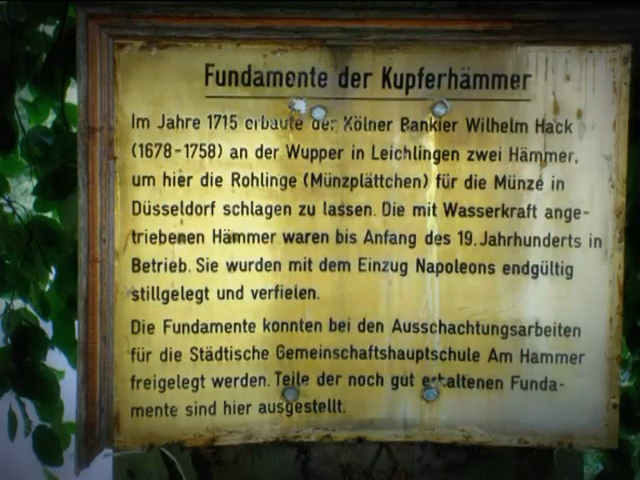 Fundamente der Kupferhämmer
Im Jahre 1715 erbaute der Kölner Bankier Wilhelm Hack
(1678-1758) an der Wupper in Leichlingen zwei Hämmer,
um hier die Rohlinge (Münzplättchen) für die Münze in
Düsseldorf schlagen zu lassen. Die mit Wasserkraft ange-
triebenen Hämmer waren bis Anfang des 19. Jahrhunderts in
Betrieb. Sie wurden mit dem Einzug Napoleons endgültig
stillgelegt und verfielen.
Die Fundamente konnten bei den Ausschachtungsarbeiten
für die Städtische Gemeinschaftshauptschule Am Hammer
freigelegt werden. Teile der noch gut erhaltenen Funda-
mente sind hier ausgestellt.